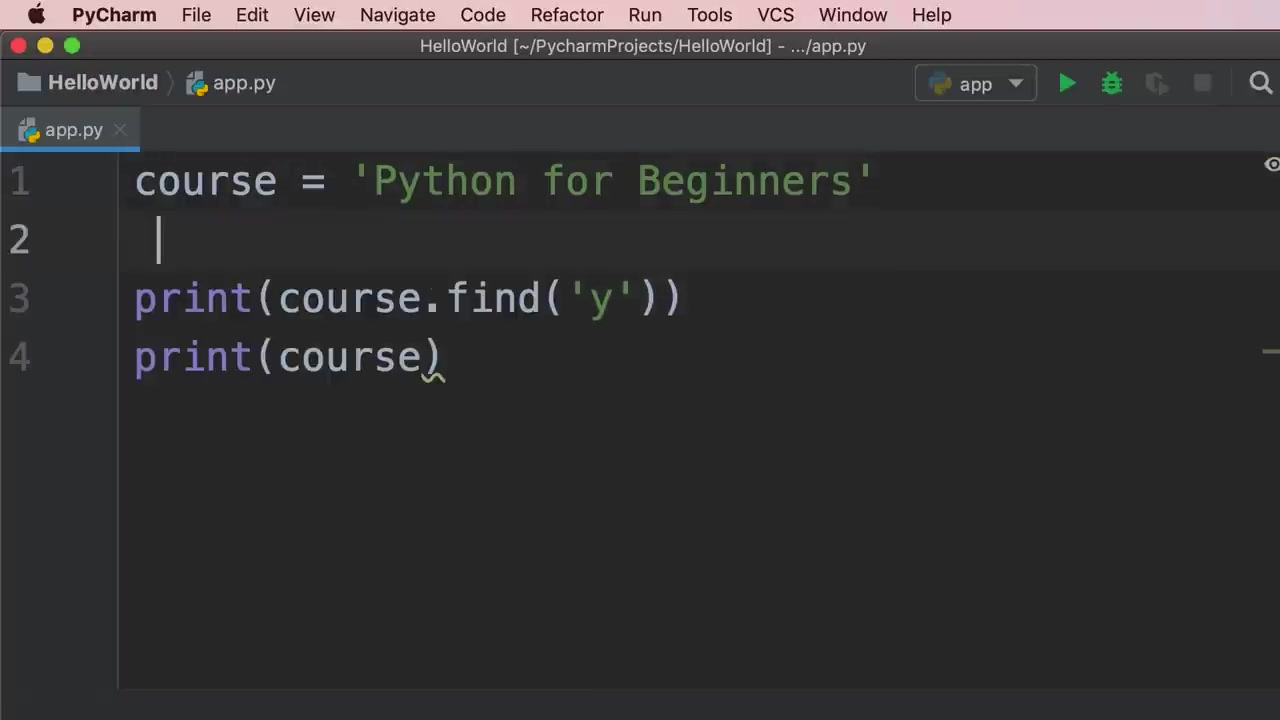 PyCharm File Edit View Navigate Code Refactor Run Tools VCS Window Help
HelloWorld [~/PycharmProjects/HelloWorld] - .../app.py
HelloWorld app.py app
app.py
1 course = 'Python for Beginners'
2
3 print(course.find('y'))
4 print(course)